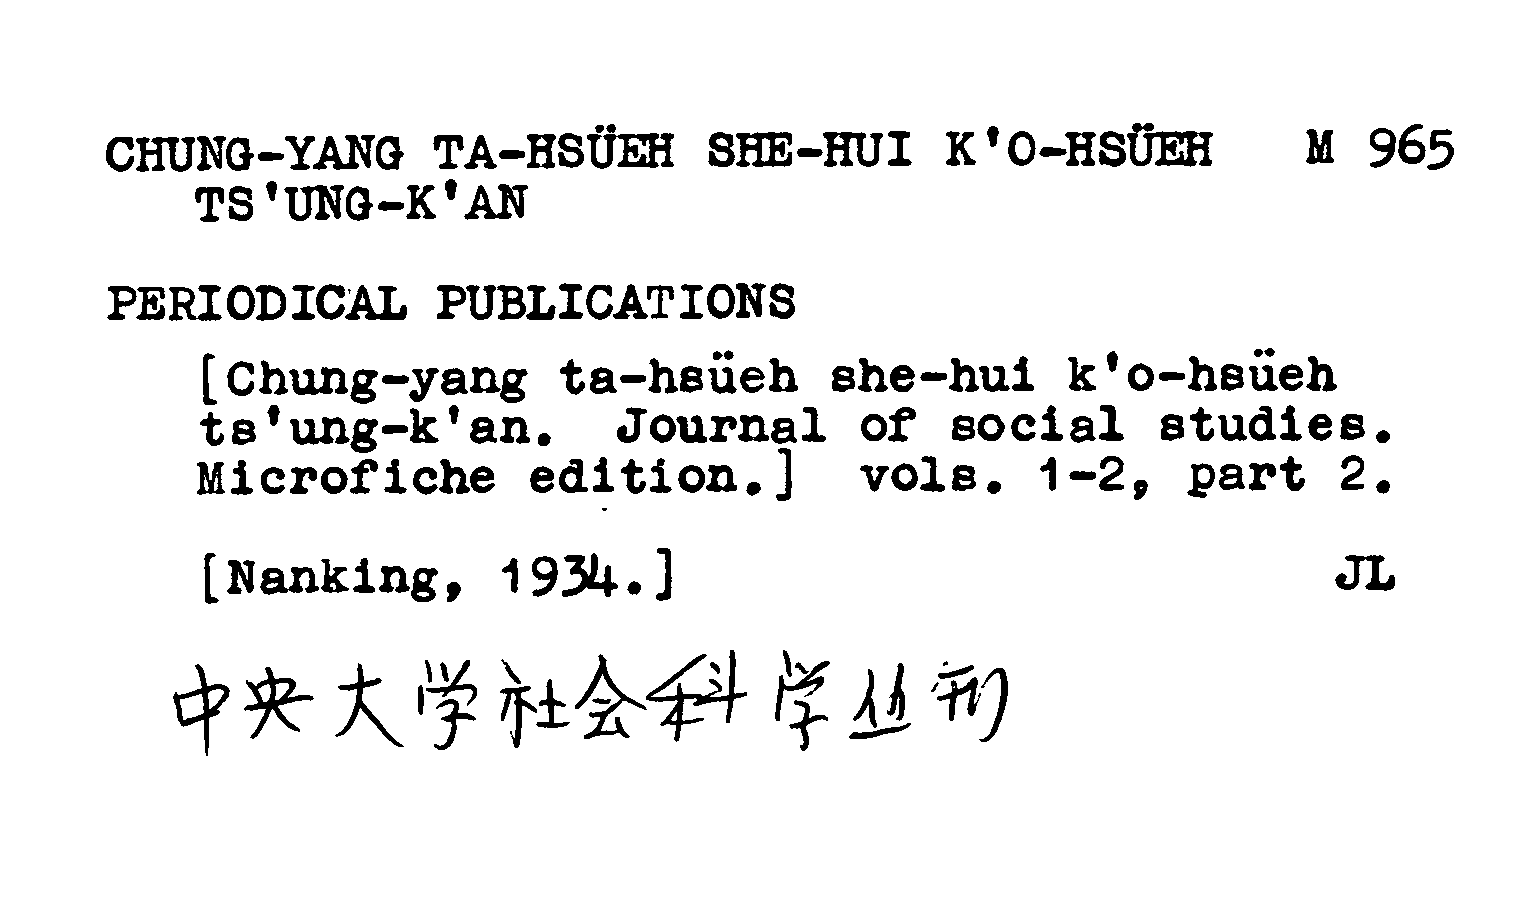 CHUNG-YANG TA-HSÜEH SHE-HUI K'O-HSÜEH M 965
TS'UNG-K'AN
PERIODICAL PUBLICATIONS
[Chung-yang ta-hsüeh she-hui k'o-hsüeh
ts'ung-k'an. Journal of social studies.
Microfiche edition.] vols. 1-2, part 2.
[Nanking, 1934.] JL
中央大学社会科学丛刊